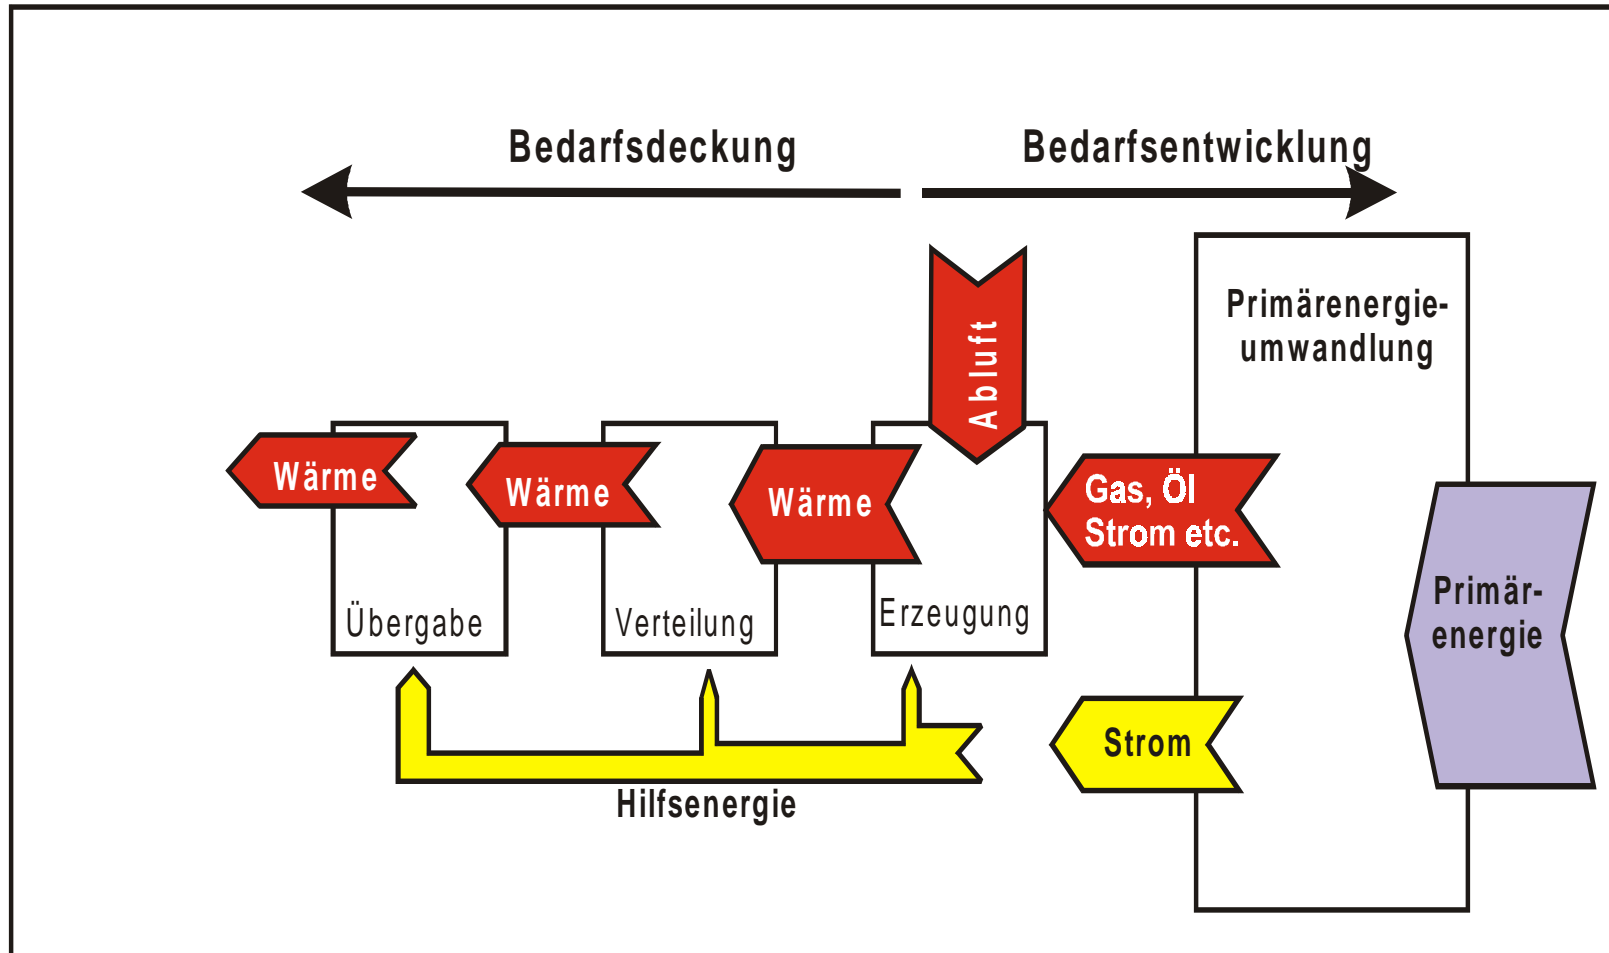 Bedarfsdeckung
Bedarfsentwicklung
Primärenergie-
umwandlung
Abluft
Wärme
Wärme
Wärme
Gas, Öl
Strom etc.
Primär-
energie
Übergabe
Verteilung
Erzeugung
Strom
Hilfsenergie